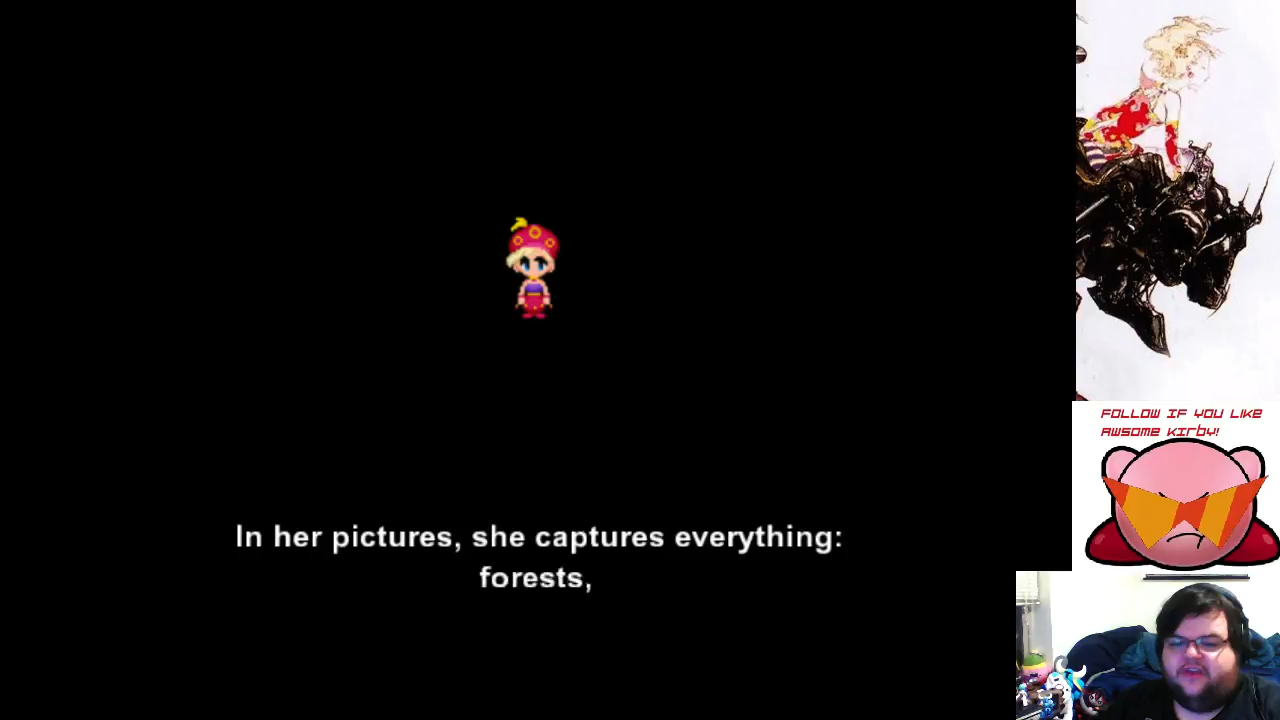 In her pictures, she captures everything:
forests,
FOLLOW IF YOU LIKE
AWSOME KIRBY!